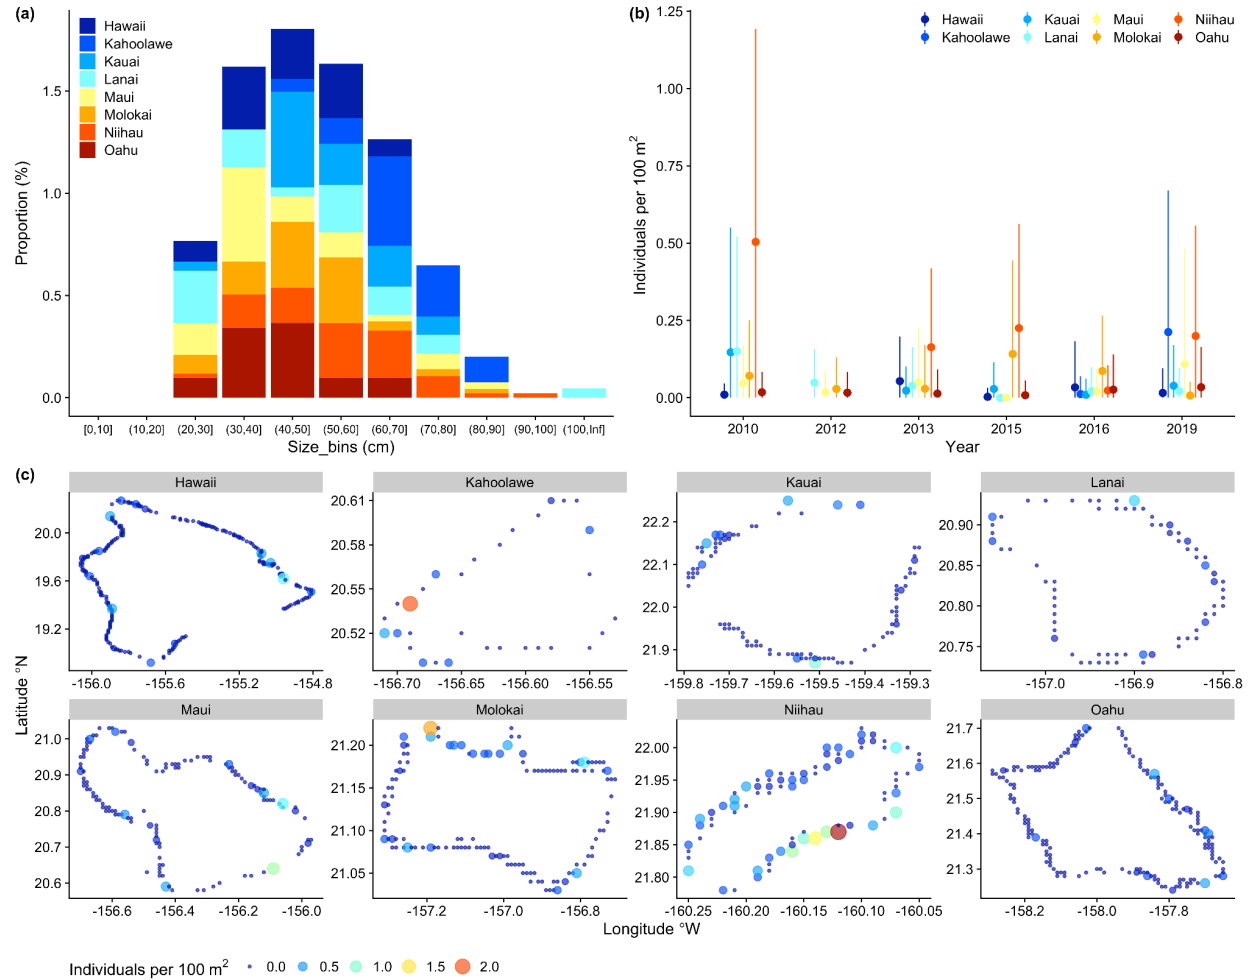 (a)
Hawaii
Kahoolawe
Kauai
Lanai
Maui
Molokai
Niihau
Oahu
Proportion (%)
1.5
1.0
0.5
0.0
[0,10] (10,20] (20,30] (30,40] (40,50] (50,60] (60,70] (70,80] (80,90] (90,100] (100,Inf]
Size_bins (cm)
(b)
Hawaii Kauai Maui Niihau
Kahoolawe Lanai Molokai Oahu
Individuals per 100 m²
1.25
1.00
0.75
0.50
0.25
0.00
2010 2012 2013 2015 2016 2019
Year
(c)
Latitude °N
Hawaii
20.0
19.6
19.2
-156.0 -155.6 -155.2 -154.8
Kahoolawe
20.61
20.58
20.55
20.52
-156.70 -156.65 -156.60 -156.55
Kauai
22.2
22.1
22.0
21.9
-159.8 -159.7 -159.6 -159.5 -159.4 -159.3
Lanai
20.90
20.85
20.80
20.75
-157.0 -156.9 -156.8
Maui
21.0
20.9
20.8
20.7
20.6
-156.6 -156.4 -156.2 -156.0
Molokai
21.20
21.15
21.10
21.05
-157.2 -157.0 -156.8
Niihau
22.00
21.95
21.90
21.85
21.80
-160.25 -160.20 -160.15 -160.10 -160.05
Oahu
21.7
21.6
21.5
21.4
21.3
-158.2 -158.0 -157.8
Longitude °W
Individuals per 100 m² 0.0 0.5 1.0 1.5 2.0